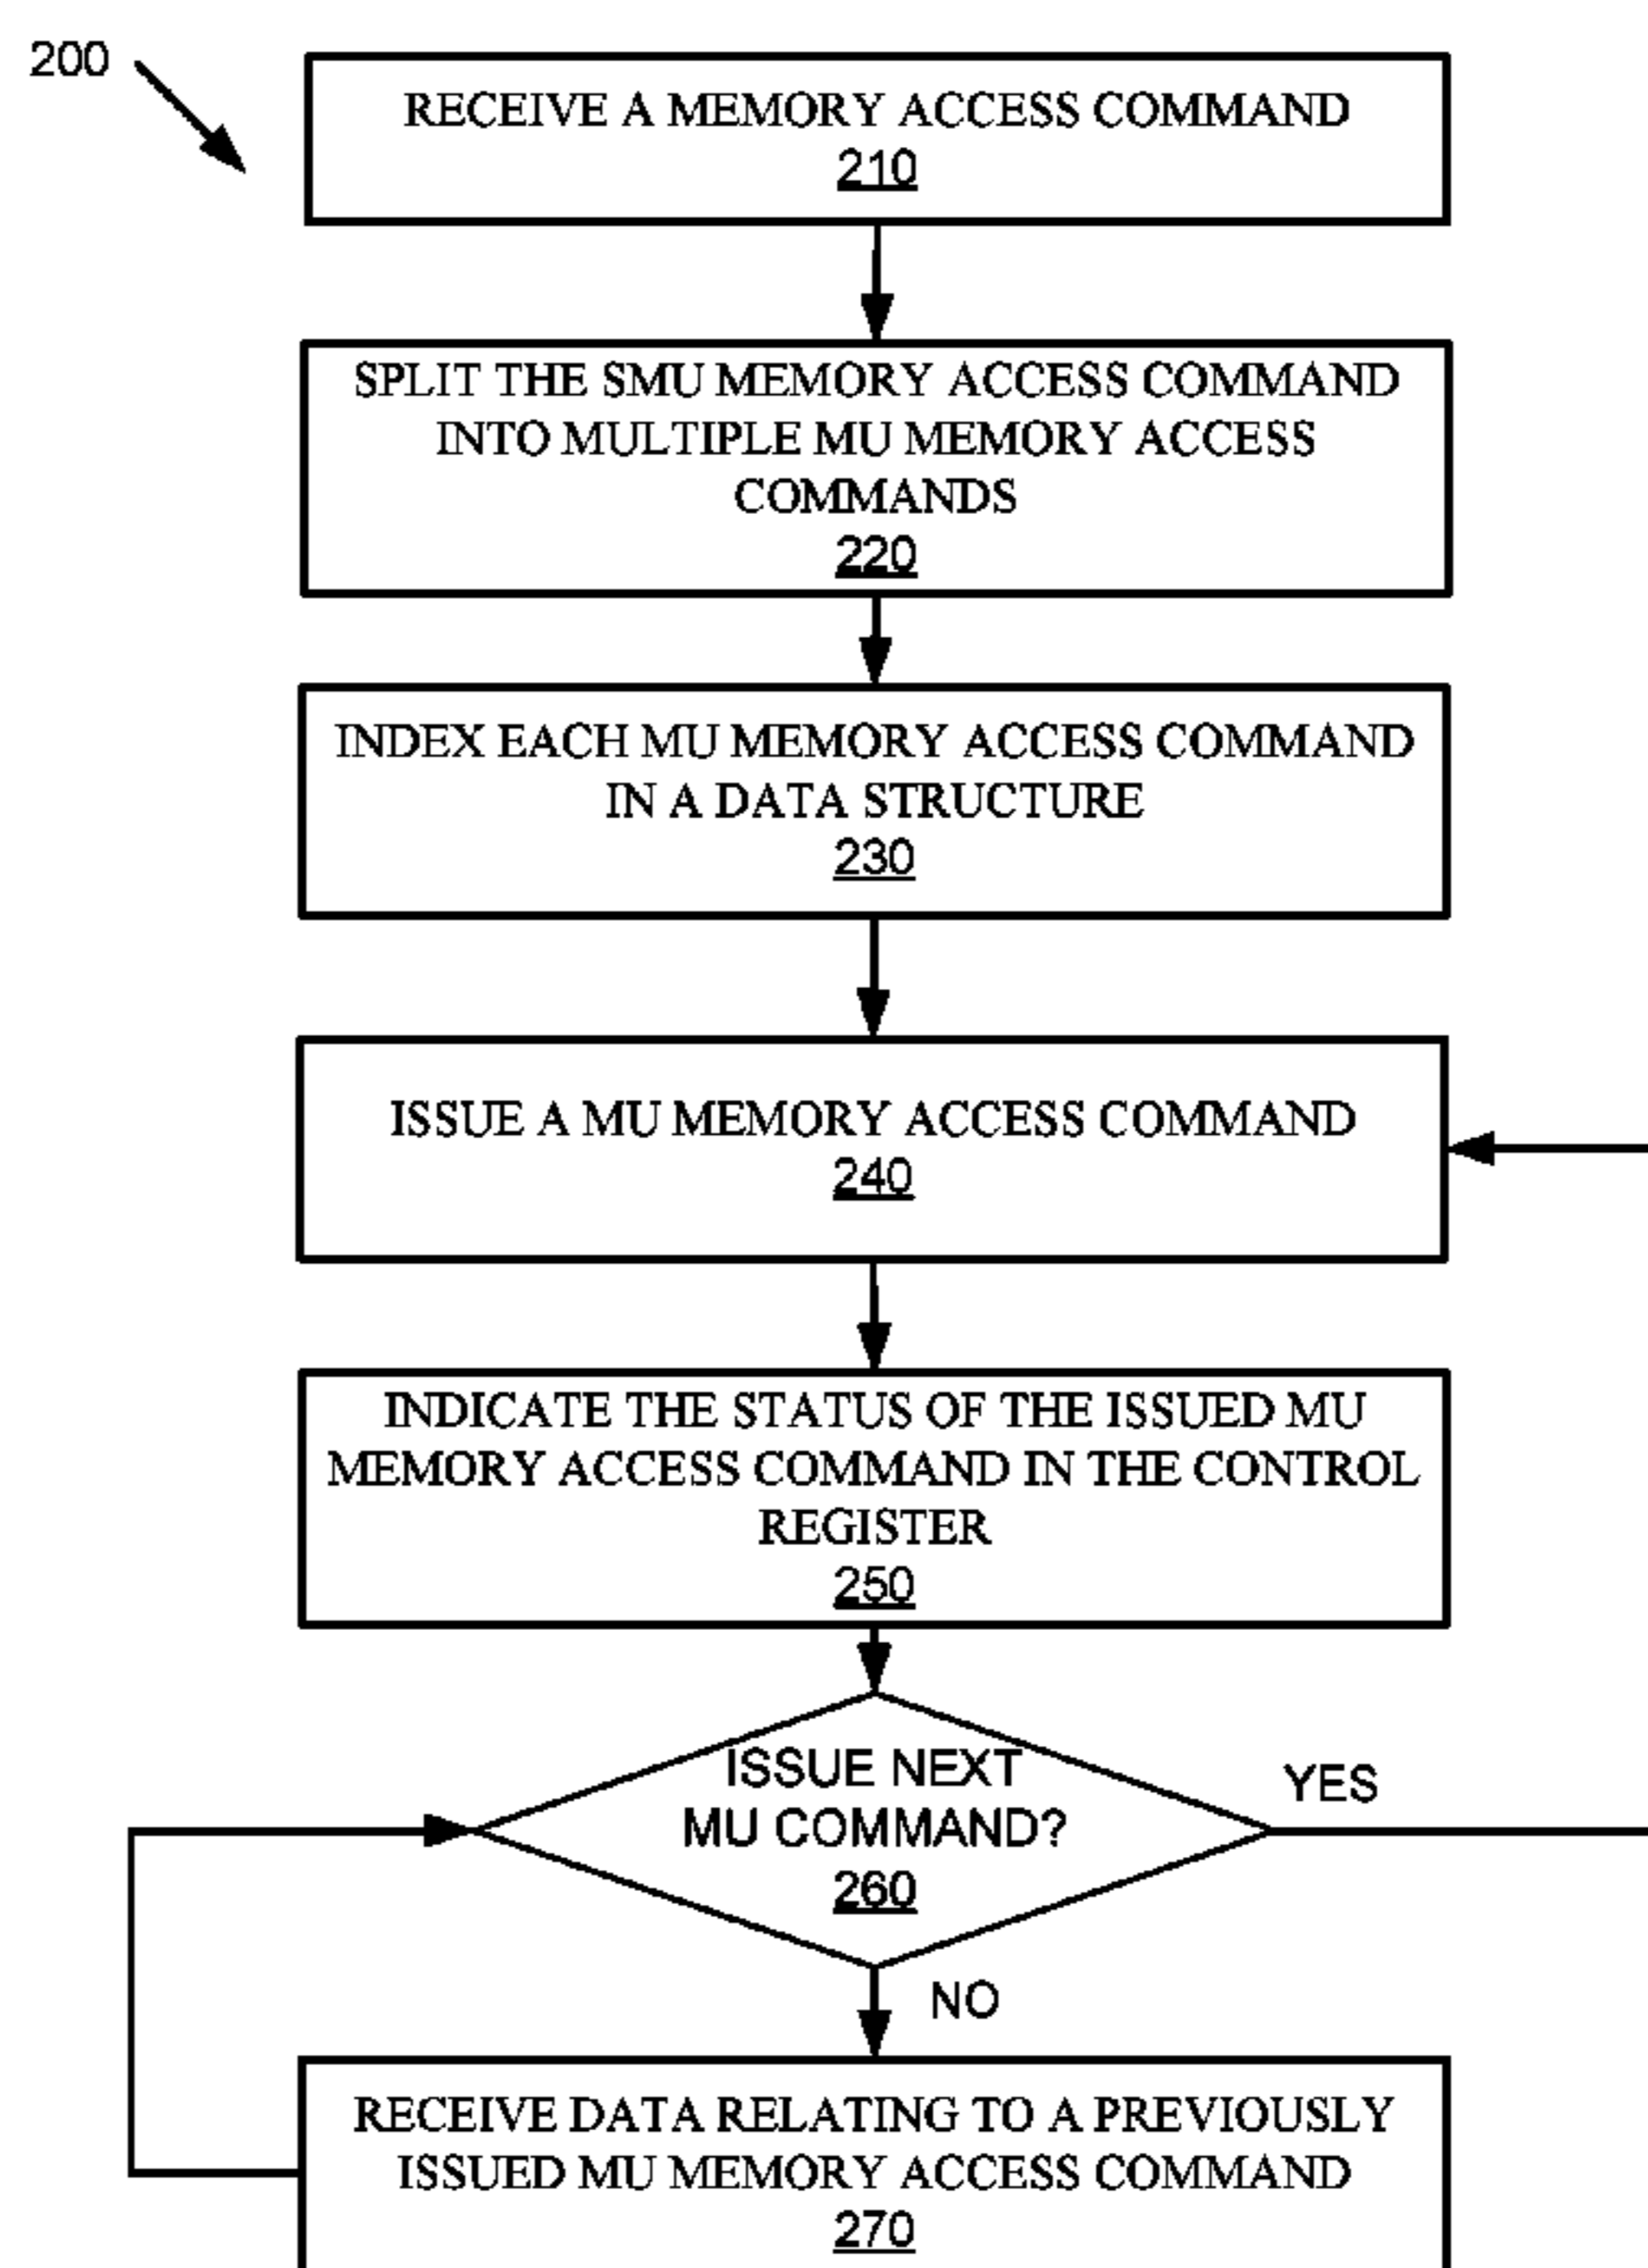 200
RECEIVE A MEMORY ACCESS COMMAND
210
SPLIT THE SMU MEMORY ACCESS COMMAND
INTO MULTIPLE MU MEMORY ACCESS
COMMANDS
220
INDEX EACH MU MEMORY ACCESS COMMAND
IN A DATA STRUCTURE
230
ISSUE A MU MEMORY ACCESS COMMAND
240
INDICATE THE STATUS OF THE ISSUED MU
MEMORY ACCESS COMMAND IN THE CONTROL
REGISTER
250
ISSUE NEXT
MU COMMAND?
260
YES
NO
RECEIVE DATA RELATING TO A PREVIOUSLY
ISSUED MU MEMORY ACCESS COMMAND
270